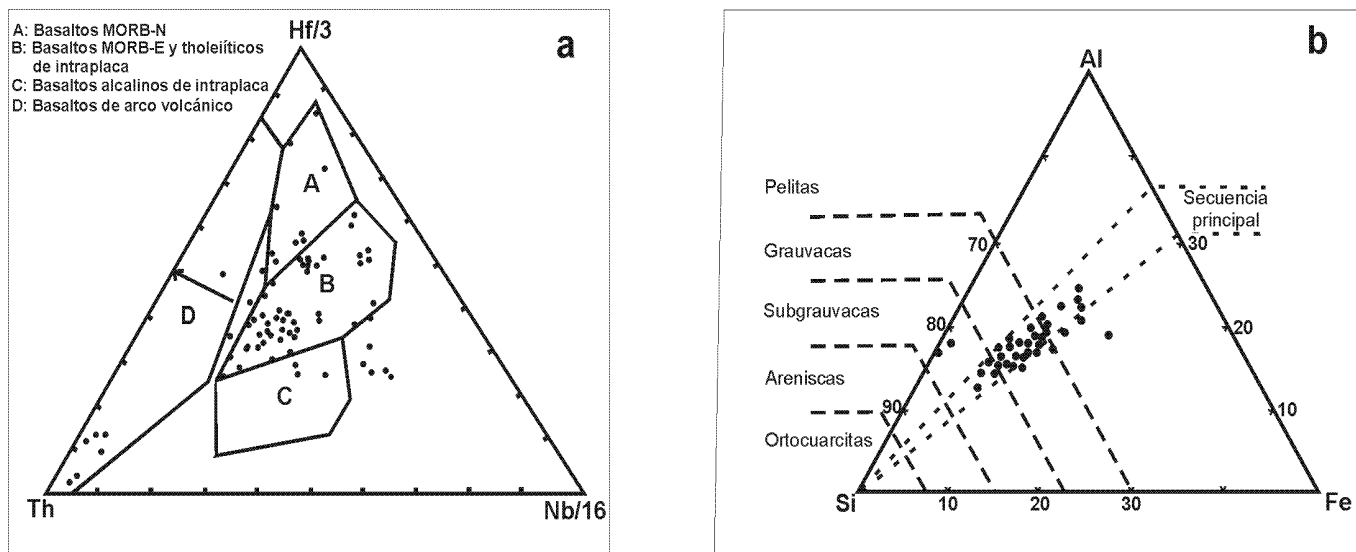 A: Basaltos MORB-N
B: Basaltos MORB-E y tholeiíticos
de intraplaca
C: Basaltos alcalinos de intraplaca
D: Basaltos de arco volcánico
Hf/3
a
A
B
D
C
Th
Nb/16
b
Al
Pelitas
Grauvacas
Subgrauvacas
Areniscas
Ortocuarcitas
Secuencia
principal
70
30
80
20
90
10
Si
10
20
30
Fe